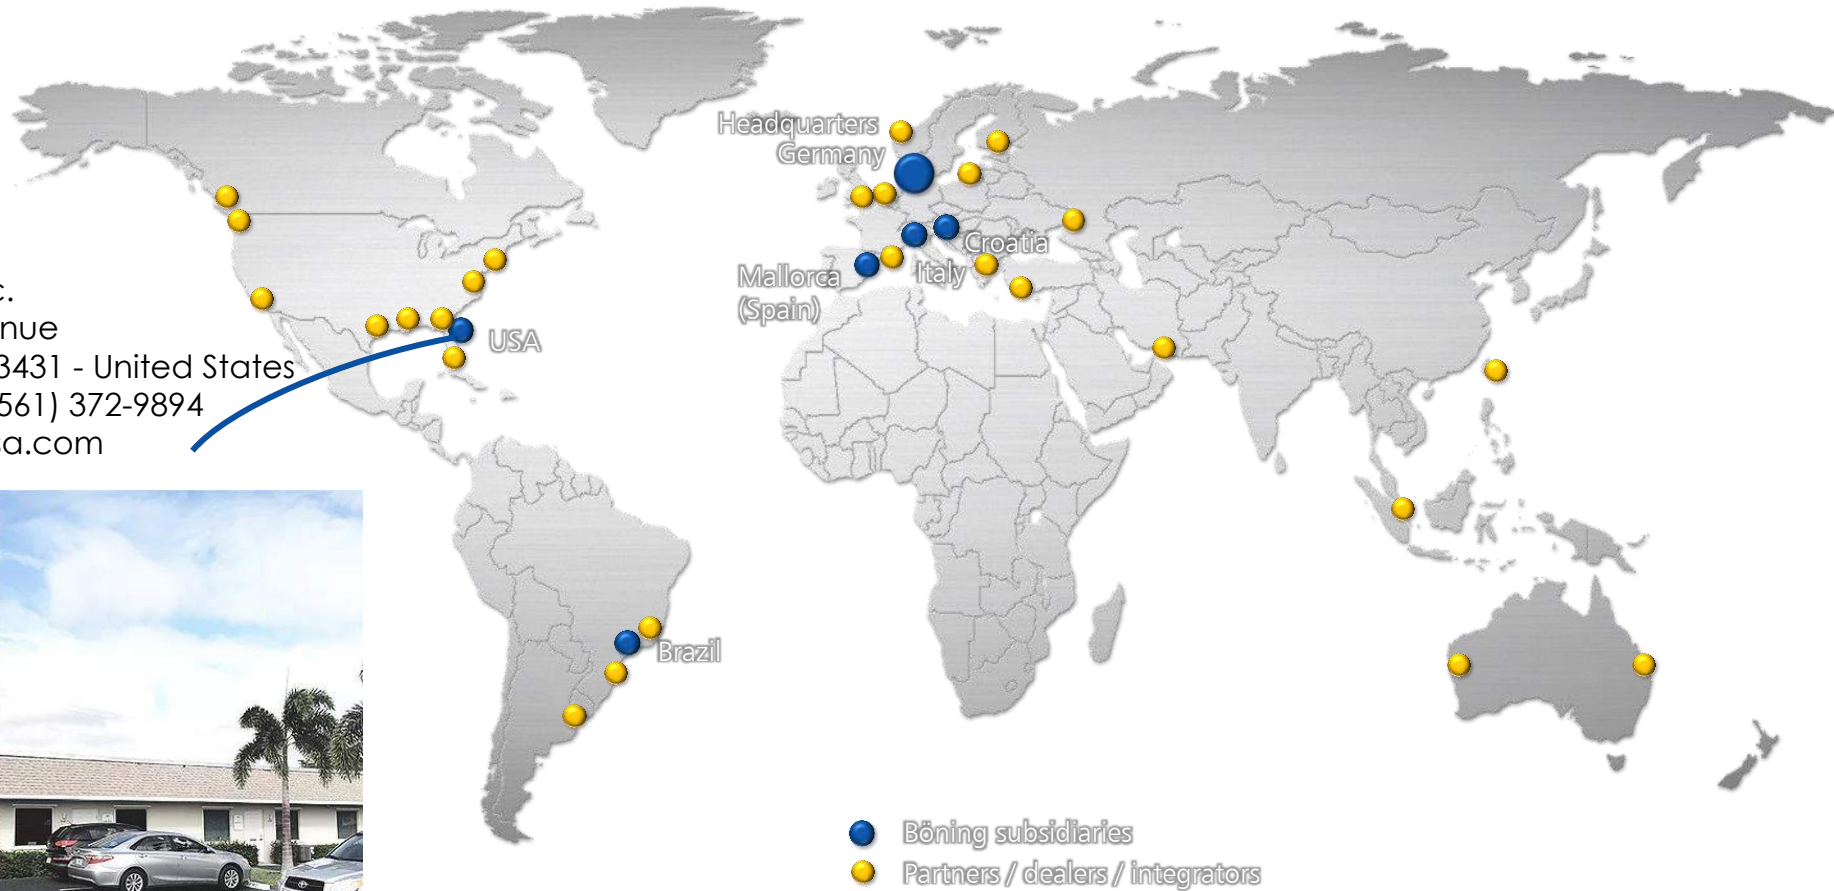 Headquarters
Germany
Croatia
Italy
Mallorca
(Spain)
c.
nue
3431 - United States
561) 372-9894
sa.com
USA
Brazil
Böning subsidiaries
Partners / dealers / integrators